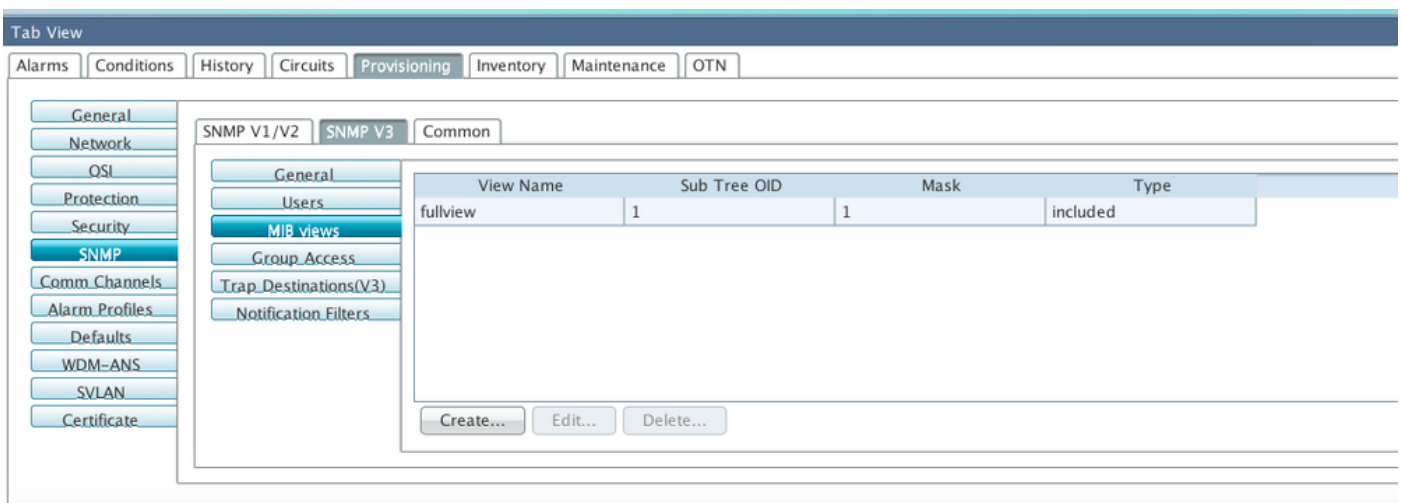 Tab View
Alarms Conditions History Circuits Provisioning Inventory Maintenance OTN
General
Network
OSI
Protection
Security
SNMP
Comm Channels
Alarm Profiles
Defaults
WDM-ANS
SVLAN
Certificate
SNMP V1/V2 SNMP V3 Common
General
Users
MIB views
Group Access
Trap Destinations(V3)
Notification Filters
View Name Sub Tree OID Mask Type
fullview 1 1 included
Create... Edit... Delete...